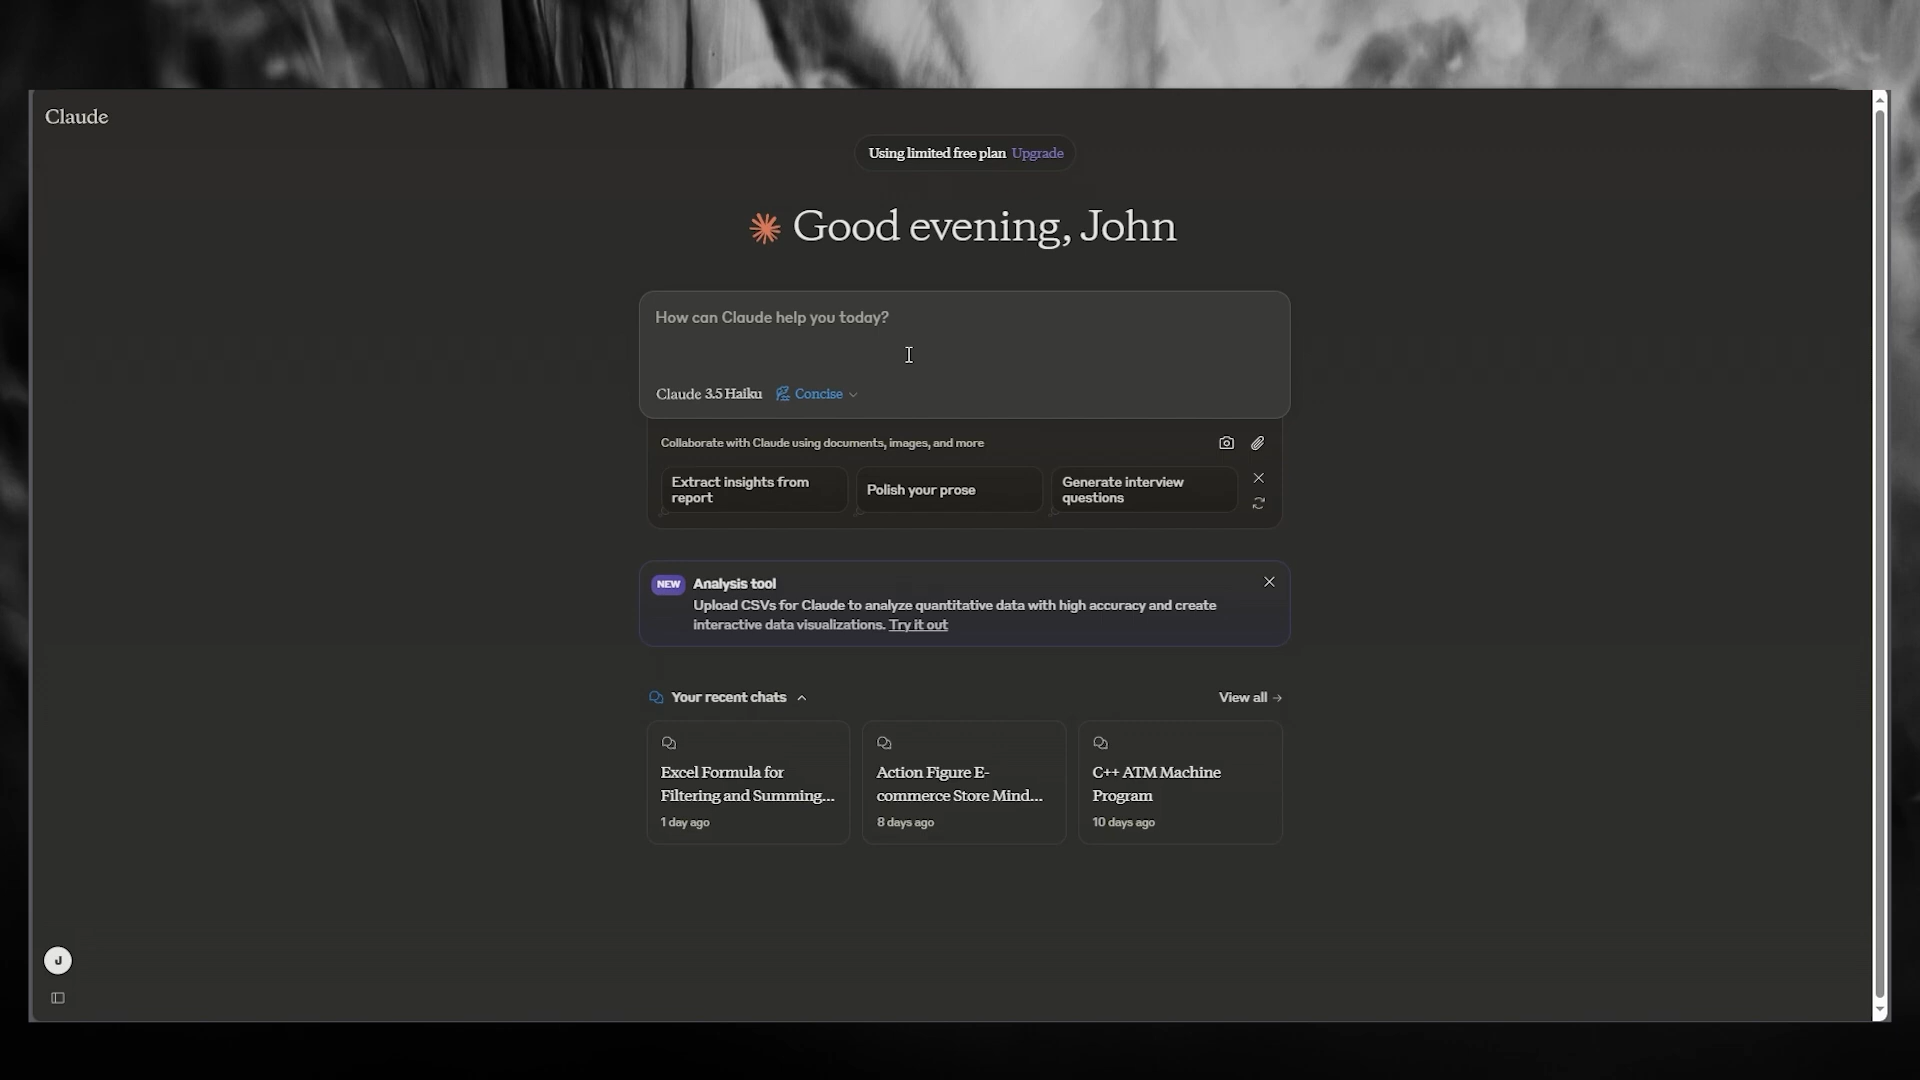 Claude
Using limited free plan Upgrade
Good evening, John
How can Claude help you today?
Claude 3.5 Haiku Concise
Collaborate with Claude using documents, images, and more
Extract insights from
report
Polish your prose
Generate interview
questions
NEW Analysis tool
Upload CSVs for Claude to analyze quantitative data with high accuracy and create
interactive data visualizations. Try it out
Your recent chats
View all →
Excel Formula for
Filtering and Summing...
1 day ago
Action Figure E-
commerce Store Mind...
8 days ago
C++ ATM Machine
Program
10 days ago
J